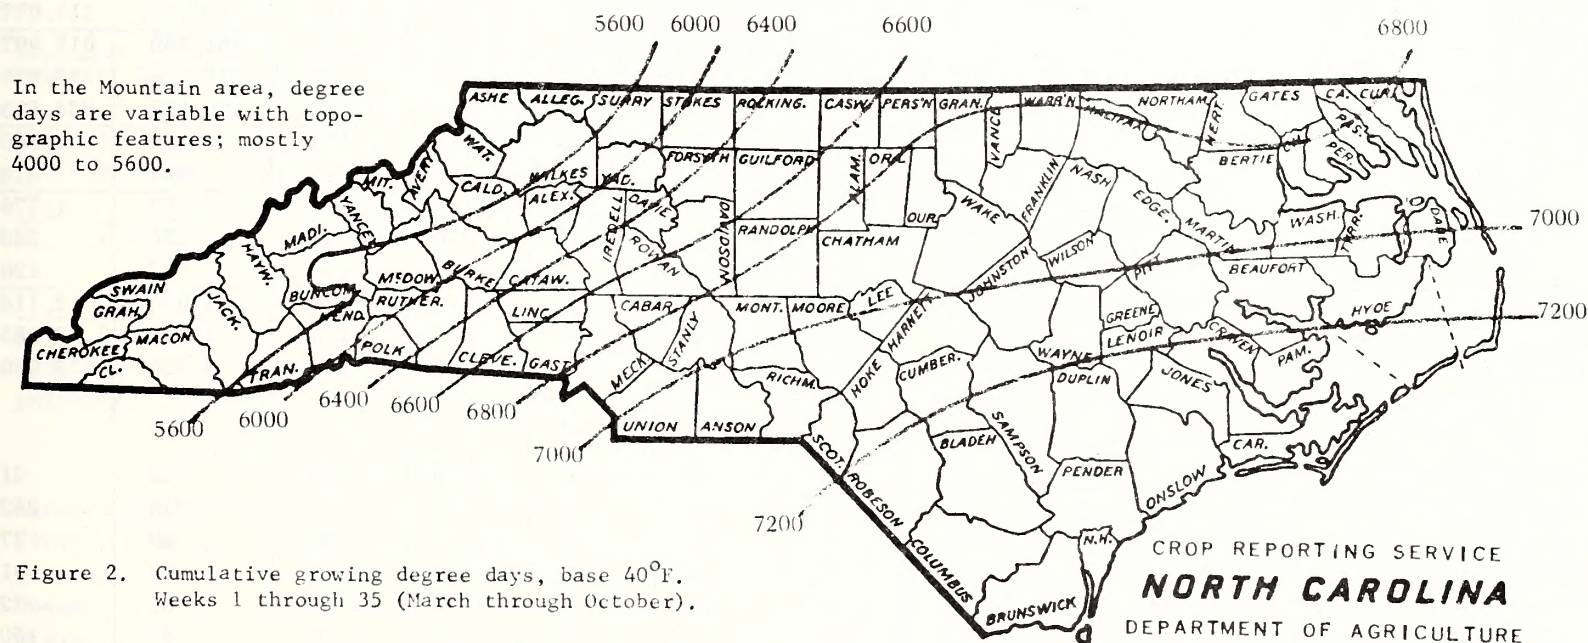 5600 6000 6400 6600 6800
In the Mountain area, degree
days are variable with topo-
graphic features; mostly
4000 to 5600.
ASHE ALLEG. SURRY STOKES ROCKING. CASW. PERS'N GRAN. VANCE WARR'N HALIFAX NORTHAM. HERT. GATES CA. CUR.
WAT. WILKES YAD. FORSYTH GUILFORD ALAM. OR. FRANKLIN NASH BERTIE CH. PER. PAS.
MIT. AVERY CALD. ALEX. IREDELL DAVIE DAVIDSON RANDOLPH CHATHAM DUR. WAKE EDGE. MARTIN WASH. DARE
7000
MADI. YANCEY HAYW. BUNCOM. McDOW. BURKE CATAW. ROWAN JOHNSTON WILSON PITT BEAUFORT HYDE
7200
SWAIN GRAH. JACK. HEND. RUTHER. LINC. CABAR. STANLY MONT. MOORE LEE HARNETT GREENE LENOIR CRAVEN PAM.
CHEROKEE MACON CL. TRAN. POLK CLEVE. GAST. MECK. RICHM. HOKE CUMBER. WAYNE DUPLIN JONES
5600 6000 6400 6600 6800
UNION ANSON SCOT. BLADEN SAMPSON CAR.
7000
ROBESON PENDER ONSLOW
7200
COLUMBUS N.H.
BRUNSWICK
Figure 2. Cumulative growing degree days, base 40°F.
Weeks 1 through 35 (March through October).
CROP REPORTING SERVICE
NORTH CAROLINA
DEPARTMENT OF AGRICULTURE